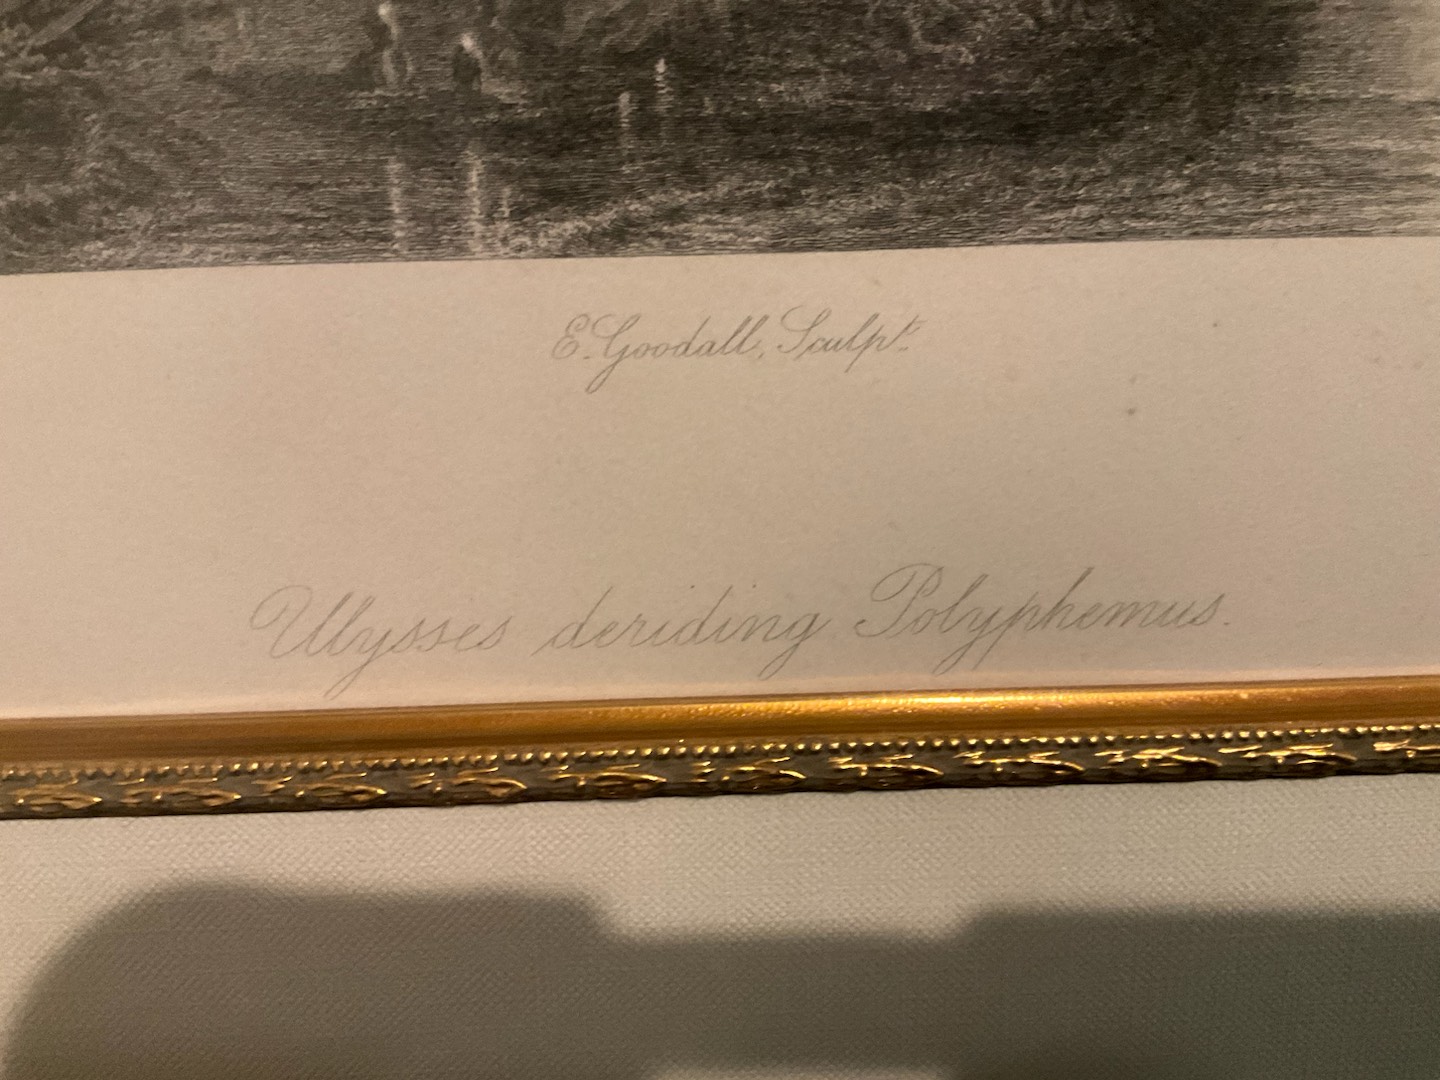 E. Goodall, Sculpt.
Ulysses deriding Polyphemus.